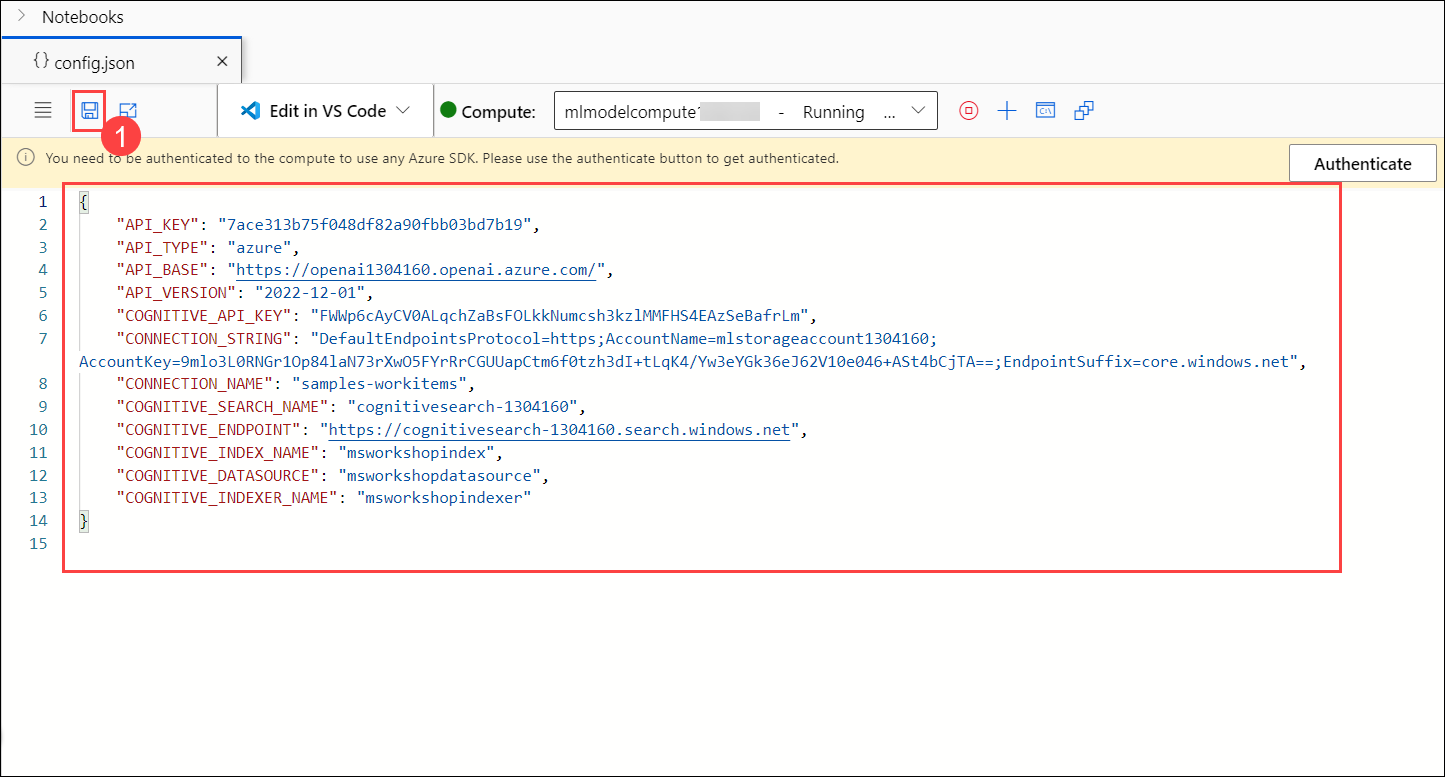 Notebooks
{} config.json ×
Edit in VS Code
Compute:
mlmodelcompute - Running ...
1
You need to be authenticated to the compute to use any Azure SDK. Please use the authenticate button to get authenticated.
Authenticate
1 {
2 "API_KEY": "7ace313b75f048df82a90fbb03bd7b19",
3 "API_TYPE": "azure",
4 "API_BASE": "https://openai1304160.openai.azure.com/",
5 "API_VERSION": "2022-12-01",
6 "COGNITIVE_API_KEY": "FWWp6cAyCV0ALqchZaBsFOLkkNumcsh3kzlMMFHS4EAzSeBafrLm",
7 "CONNECTION_STRING": "DefaultEndpointsProtocol=https;AccountName=mlstorageaccount1304160;
AccountKey=9mlo3L0RNGr1Op84laN73rXwO5FYrRrCGUUapCtm6f0tzh3dI+tLqK4/Yw3eYGk36eJ62V10e046+ASt4bCjTA==;EndpointSuffix=core.windows.net",
8 "CONNECTION_NAME": "samples-workitems",
9 "COGNITIVE_SEARCH_NAME": "cognitivesearch-1304160",
10 "COGNITIVE_ENDPOINT": "https://cognitivesearch-1304160.search.windows.net",
11 "COGNITIVE_INDEX_NAME": "msworkshopindex",
12 "COGNITIVE_DATASOURCE": "msworkshopdatasource",
13 "COGNITIVE_INDEXER_NAME": "msworkshopindexer"
14 }
15